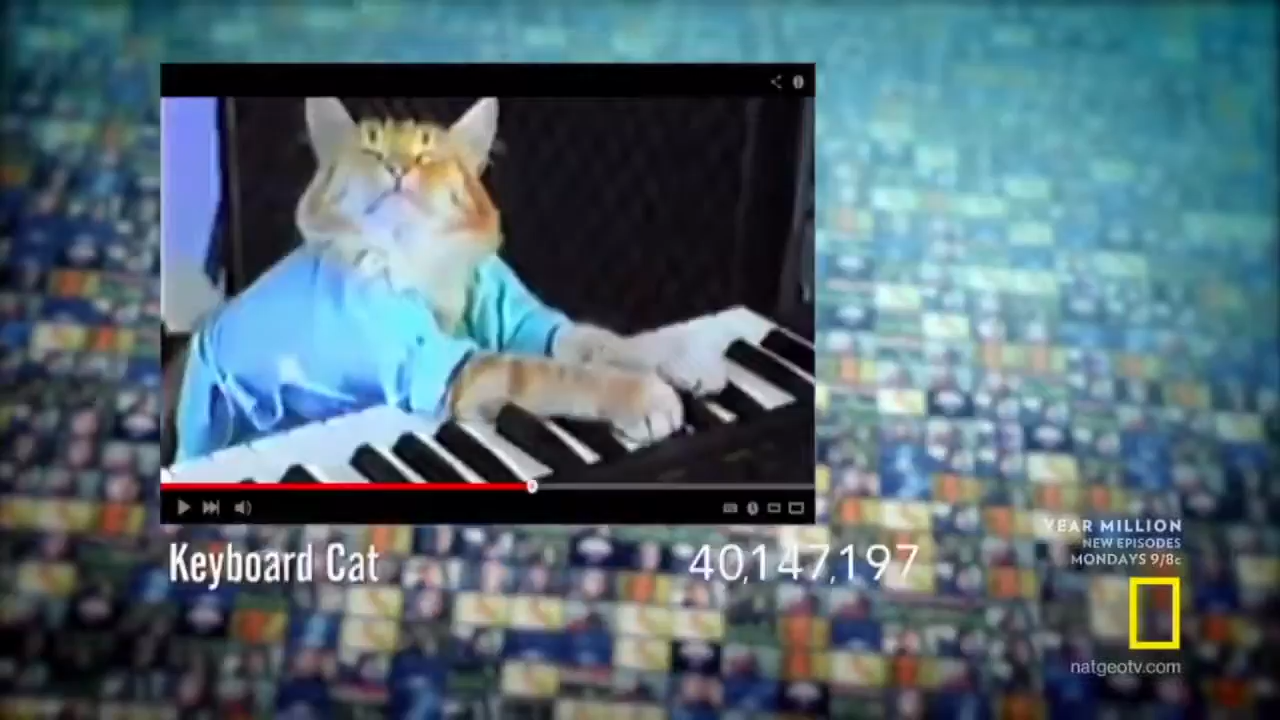 Keyboard Cat
40,147,197
YEAR MILLION
NEW EPISODES
MONDAYS 9/8c
natgeotv.com